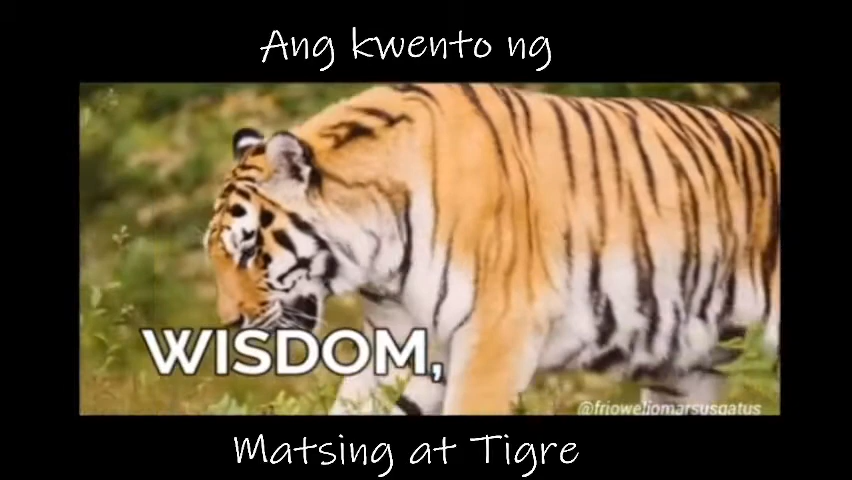 Ang kwento ng
WISDOM,
@frioweliomarsusgatus
Matsing at Tigre